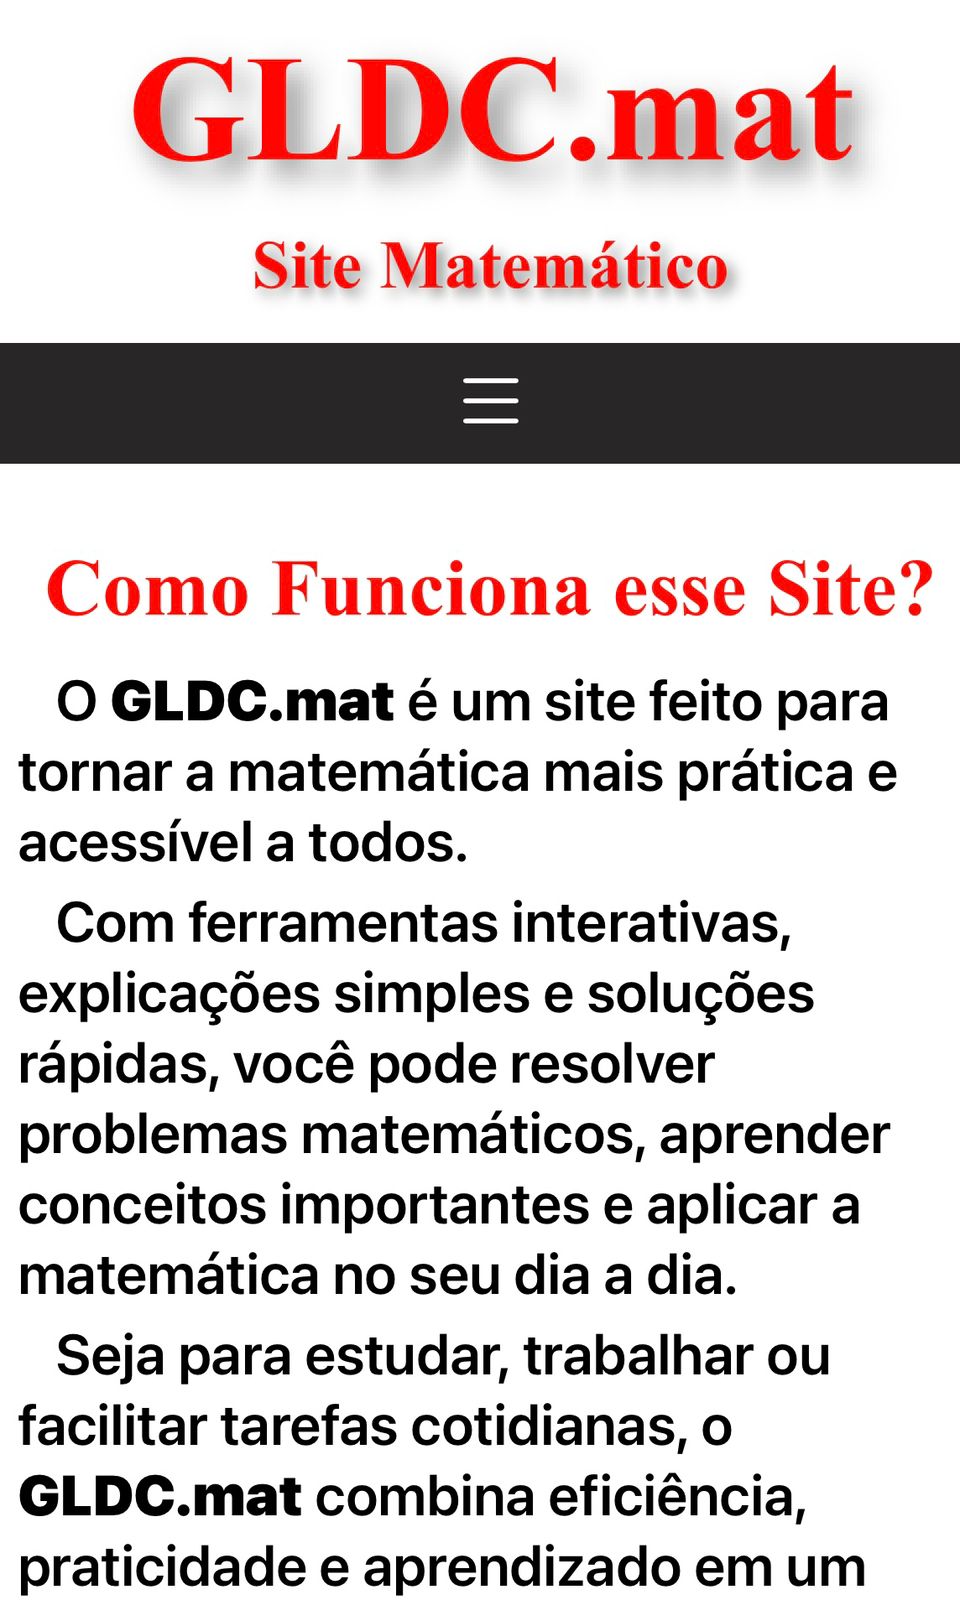 GLDC.mat
Site Matemático
Como Funciona esse Site?
O GLDC.mat é um site feito para
tornar a matemática mais prática e
acessível a todos.
Com ferramentas interativas,
explicações simples e soluções
rápidas, você pode resolver
problemas matemáticos, aprender
conceitos importantes e aplicar a
matemática no seu dia a dia.
Seja para estudar, trabalhar ou
facilitar tarefas cotidianas, o
GLDC.mat combina eficiência,
praticidade e aprendizado em um